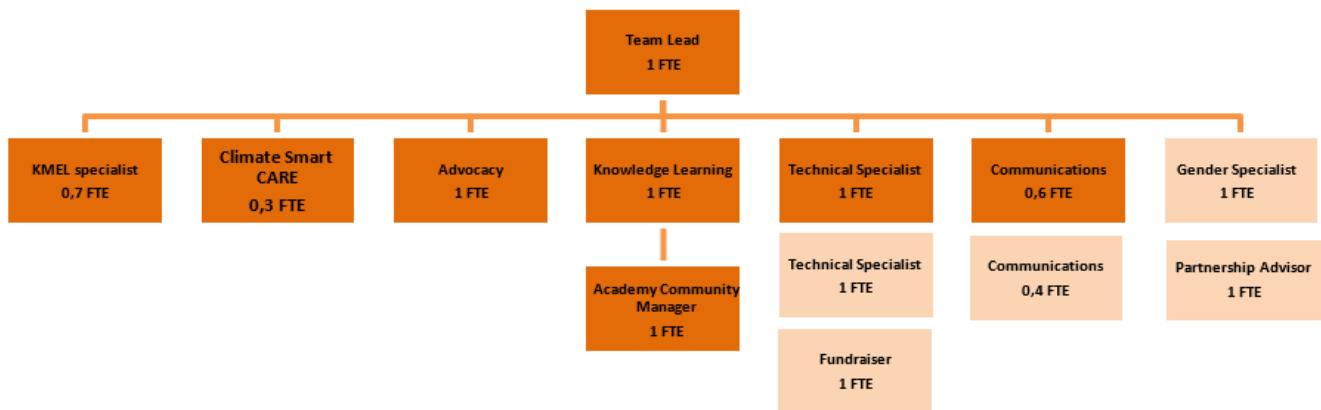 Team Lead
1 FTE
KMEL specialist
0,7 FTE
Climate Smart
CARE
0,3 FTE
Advocacy
1 FTE
Knowledge Learning
1 FTE
Technical Specialist
1 FTE
Communications
0,6 FTE
Gender Specialist
1 FTE
Academy Community
Manager
1 FTE
Technical Specialist
1 FTE
Communications
0,4 FTE
Partnership Advisor
1 FTE
Fundraiser
1 FTE